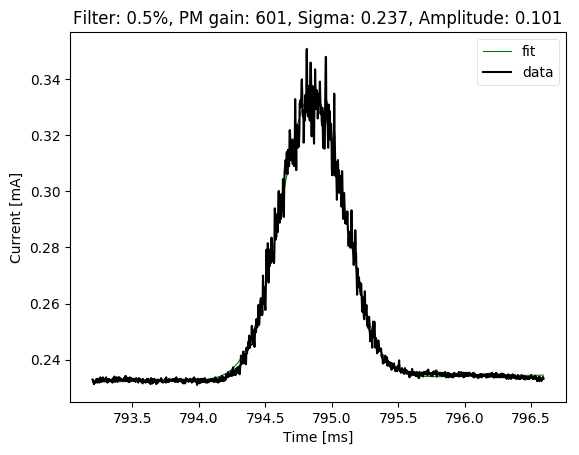 Filter: 0.5%, PM gain: 601, Sigma: 0.237, Amplitude: 0.101
fit
data
0.34
0.32
0.30
0.28
0.26
0.24
Current [mA]
793.5 794.0 794.5 795.0 795.5 796.0 796.5
Time [ms]